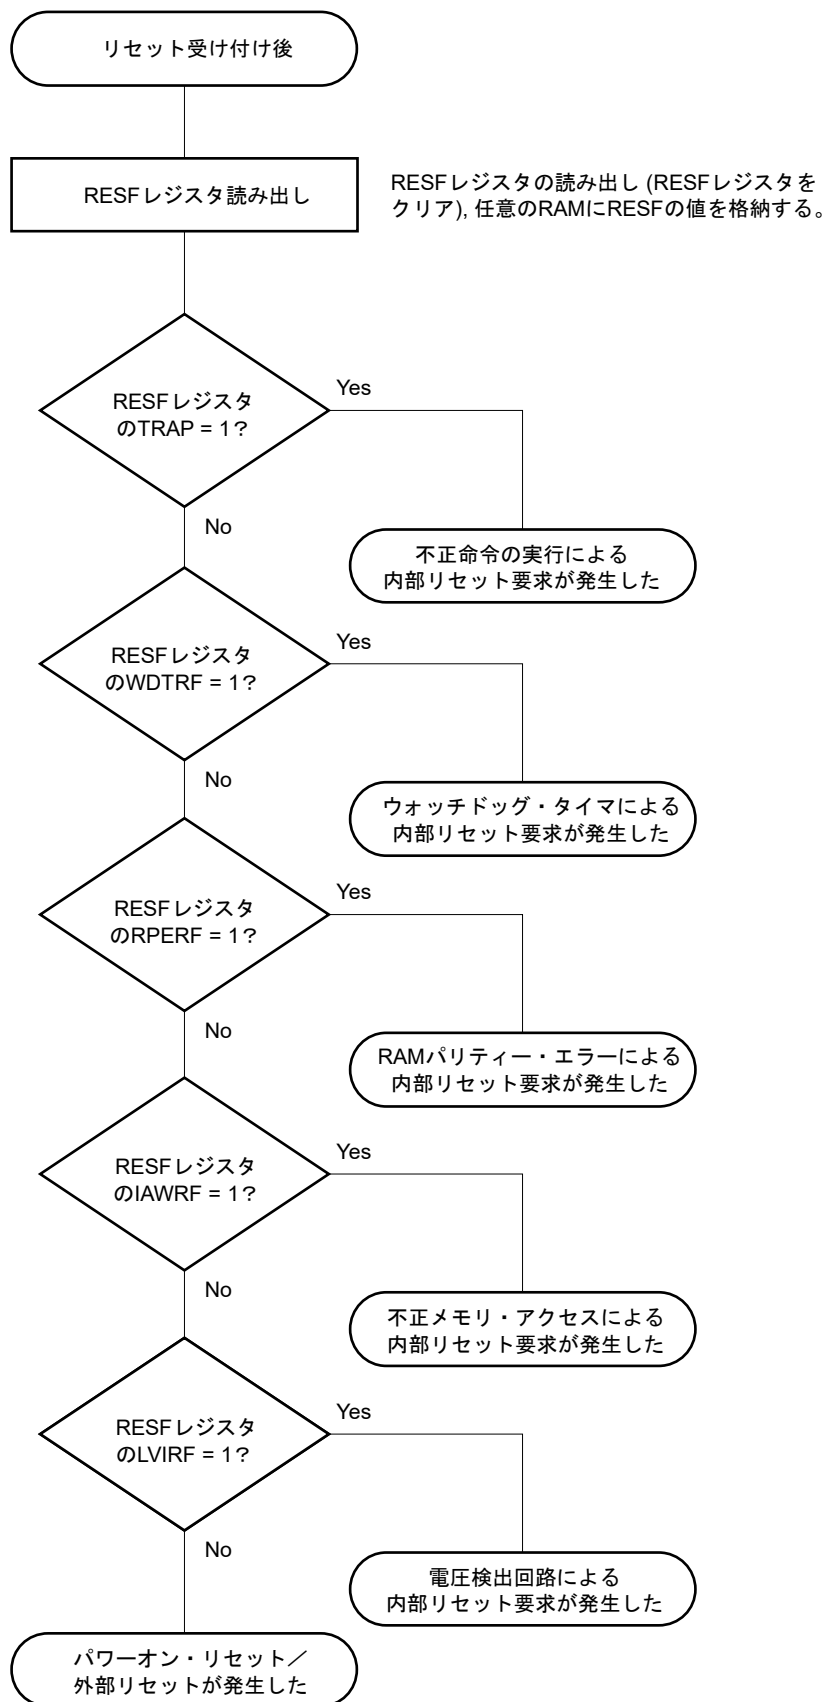 リセット受け付け後
RESFレジスタ読み出し
RESFレジスタの読み出し (RESFレジスタを
クリア), 任意のRAMにRESFの値を格納する。
RESFレジスタ
のTRAP = 1?
Yes
No
不正命令の実行による
内部リセット要求が発生した
RESFレジスタ
のWDTRF = 1?
Yes
No
ウォッチドッグ・タイマによる
内部リセット要求が発生した
RESFレジスタ
のRPERF = 1?
Yes
No
RAMパリティー・エラーによる
内部リセット要求が発生した
RESFレジスタ
のIAWRF = 1?
Yes
No
不正メモリ・アクセスによる
内部リセット要求が発生した
RESFレジスタ
のLVIRF = 1?
Yes
No
電圧検出回路による
内部リセット要求が発生した
パワーオン・リセット／
外部リセットが発生した